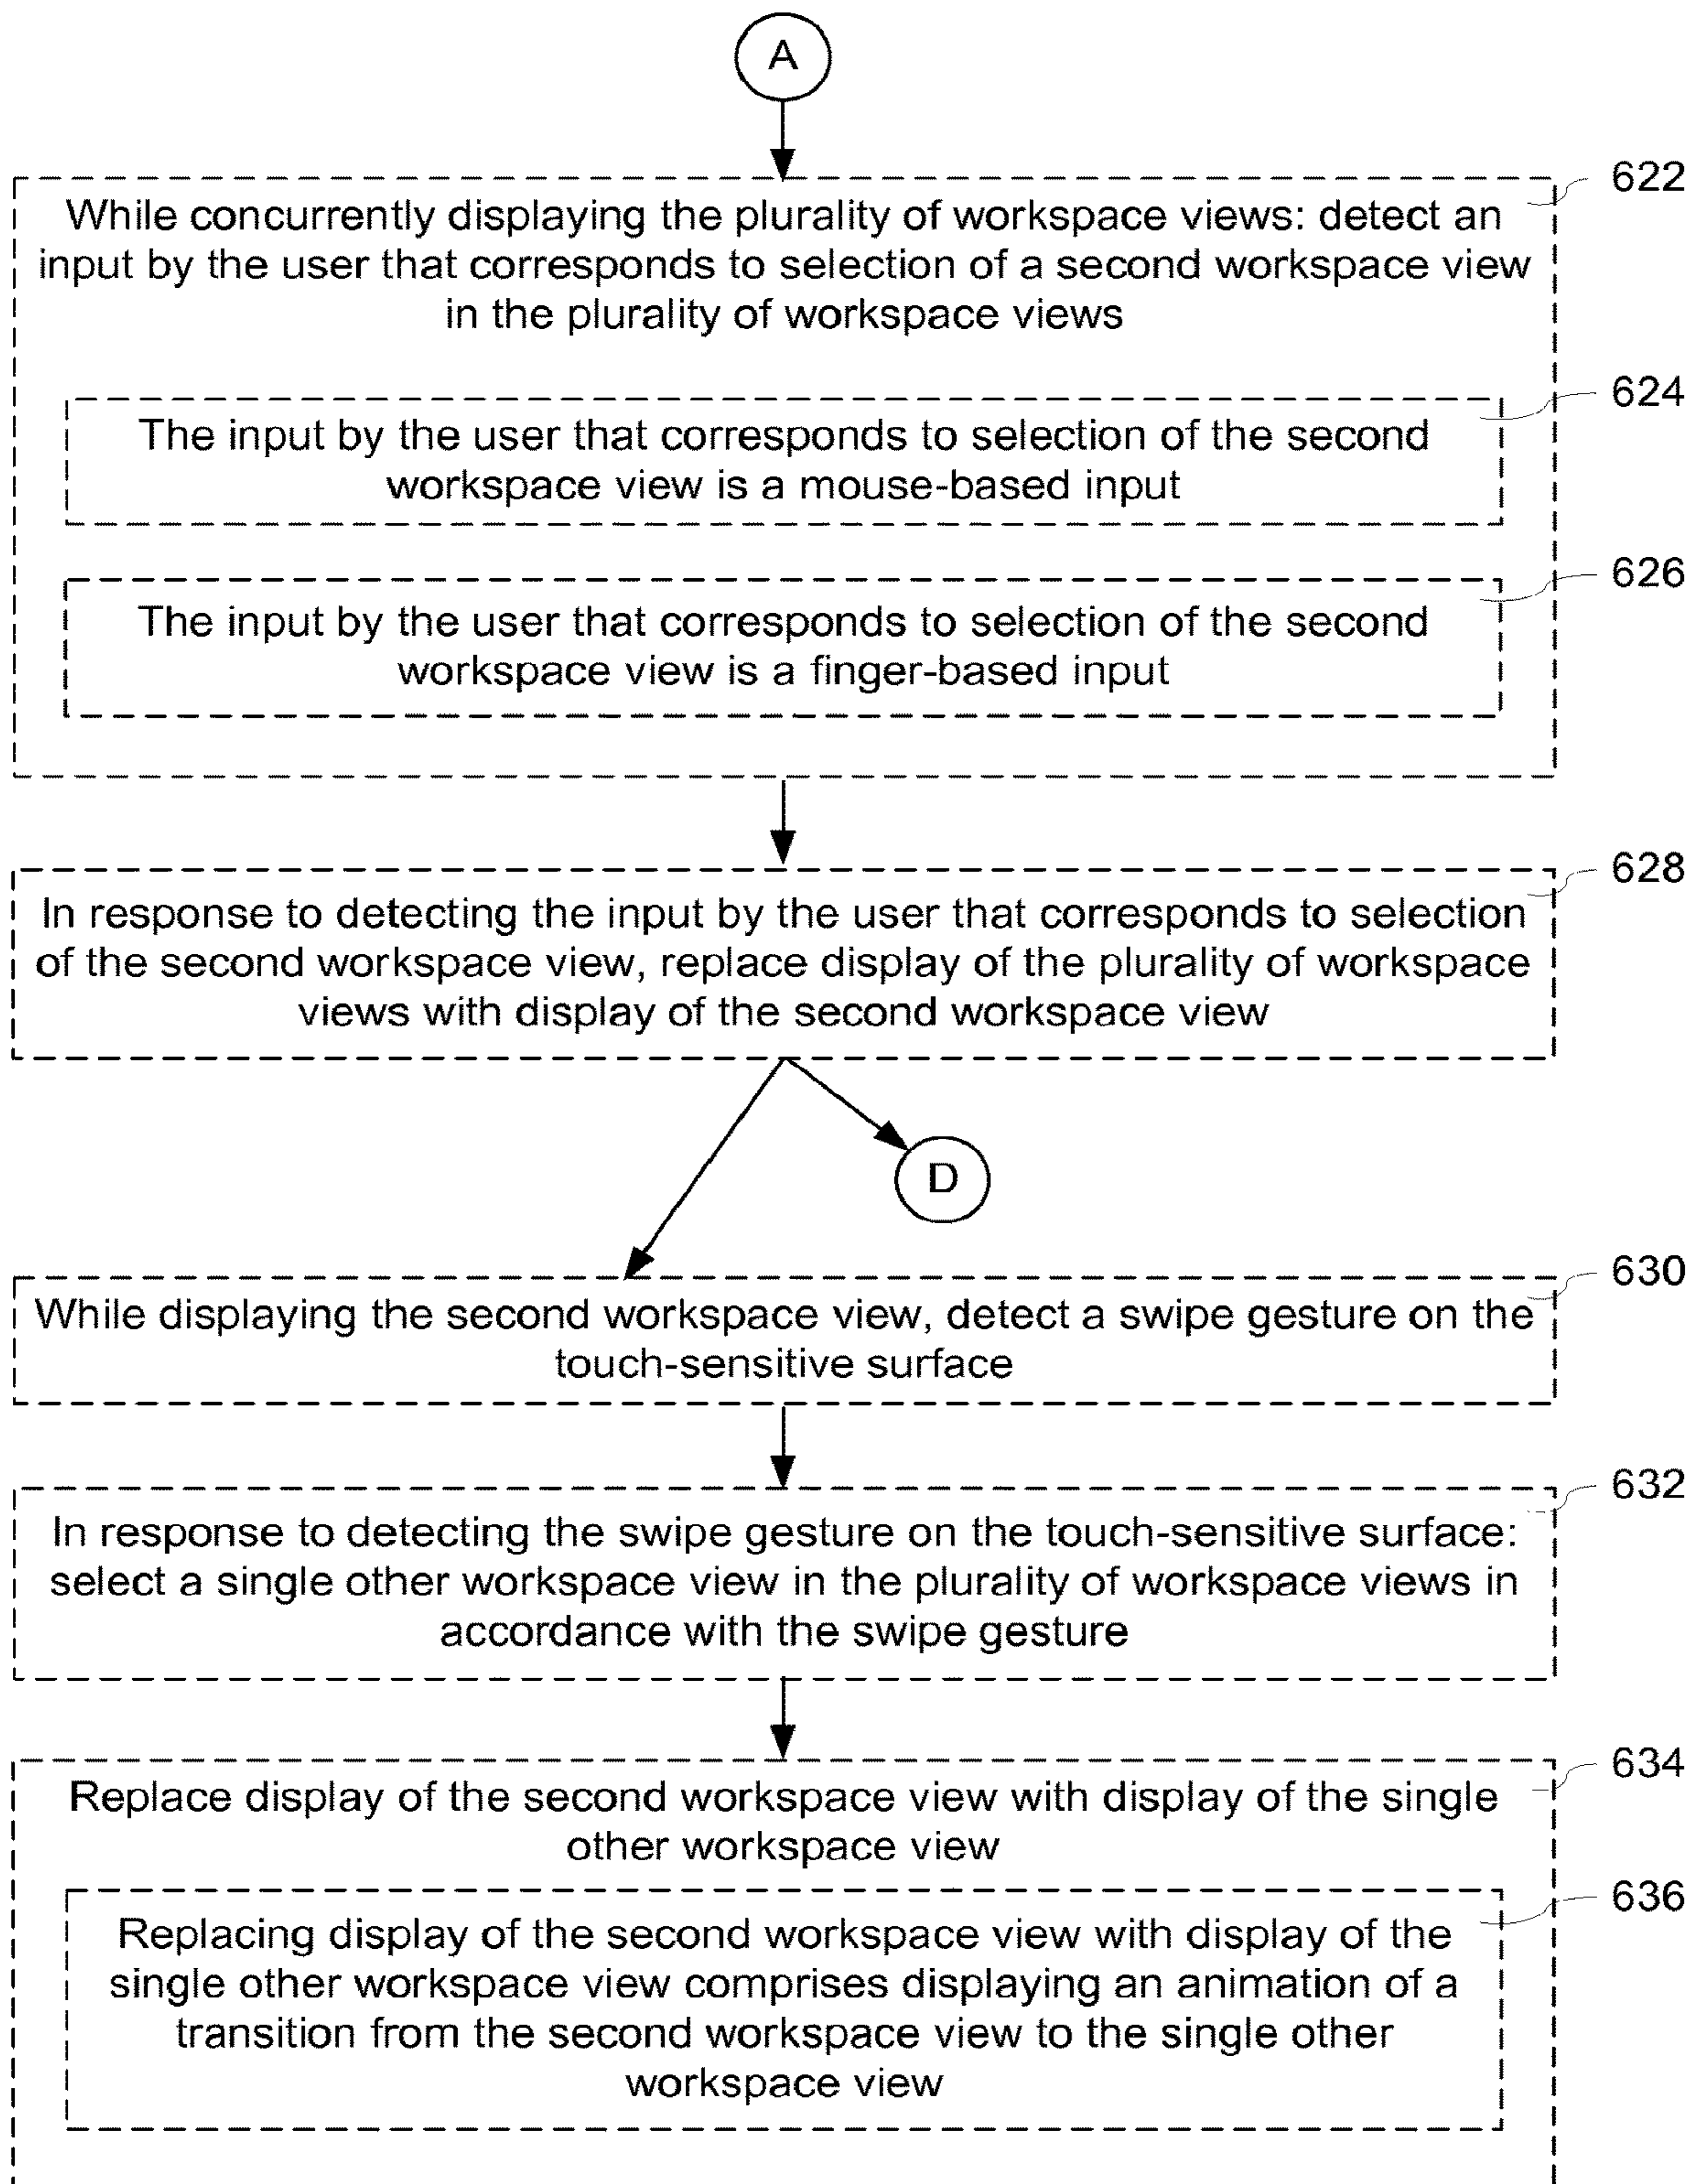 A
622
While concurrently displaying the plurality of workspace views: detect an
input by the user that corresponds to selection of a second workspace view
in the plurality of workspace views
624
The input by the user that corresponds to selection of the second
workspace view is a mouse-based input
626
The input by the user that corresponds to selection of the second
workspace view is a finger-based input
628
In response to detecting the input by the user that corresponds to selection
of the second workspace view, replace display of the plurality of workspace
views with display of the second workspace view
D
630
While displaying the second workspace view, detect a swipe gesture on the
touch-sensitive surface
632
In response to detecting the swipe gesture on the touch-sensitive surface:
select a single other workspace view in the plurality of workspace views in
accordance with the swipe gesture
634
Replace display of the second workspace view with display of the single
other workspace view
636
Replacing display of the second workspace view with display of the
single other workspace view comprises displaying an animation of a
transition from the second workspace view to the single other
workspace view